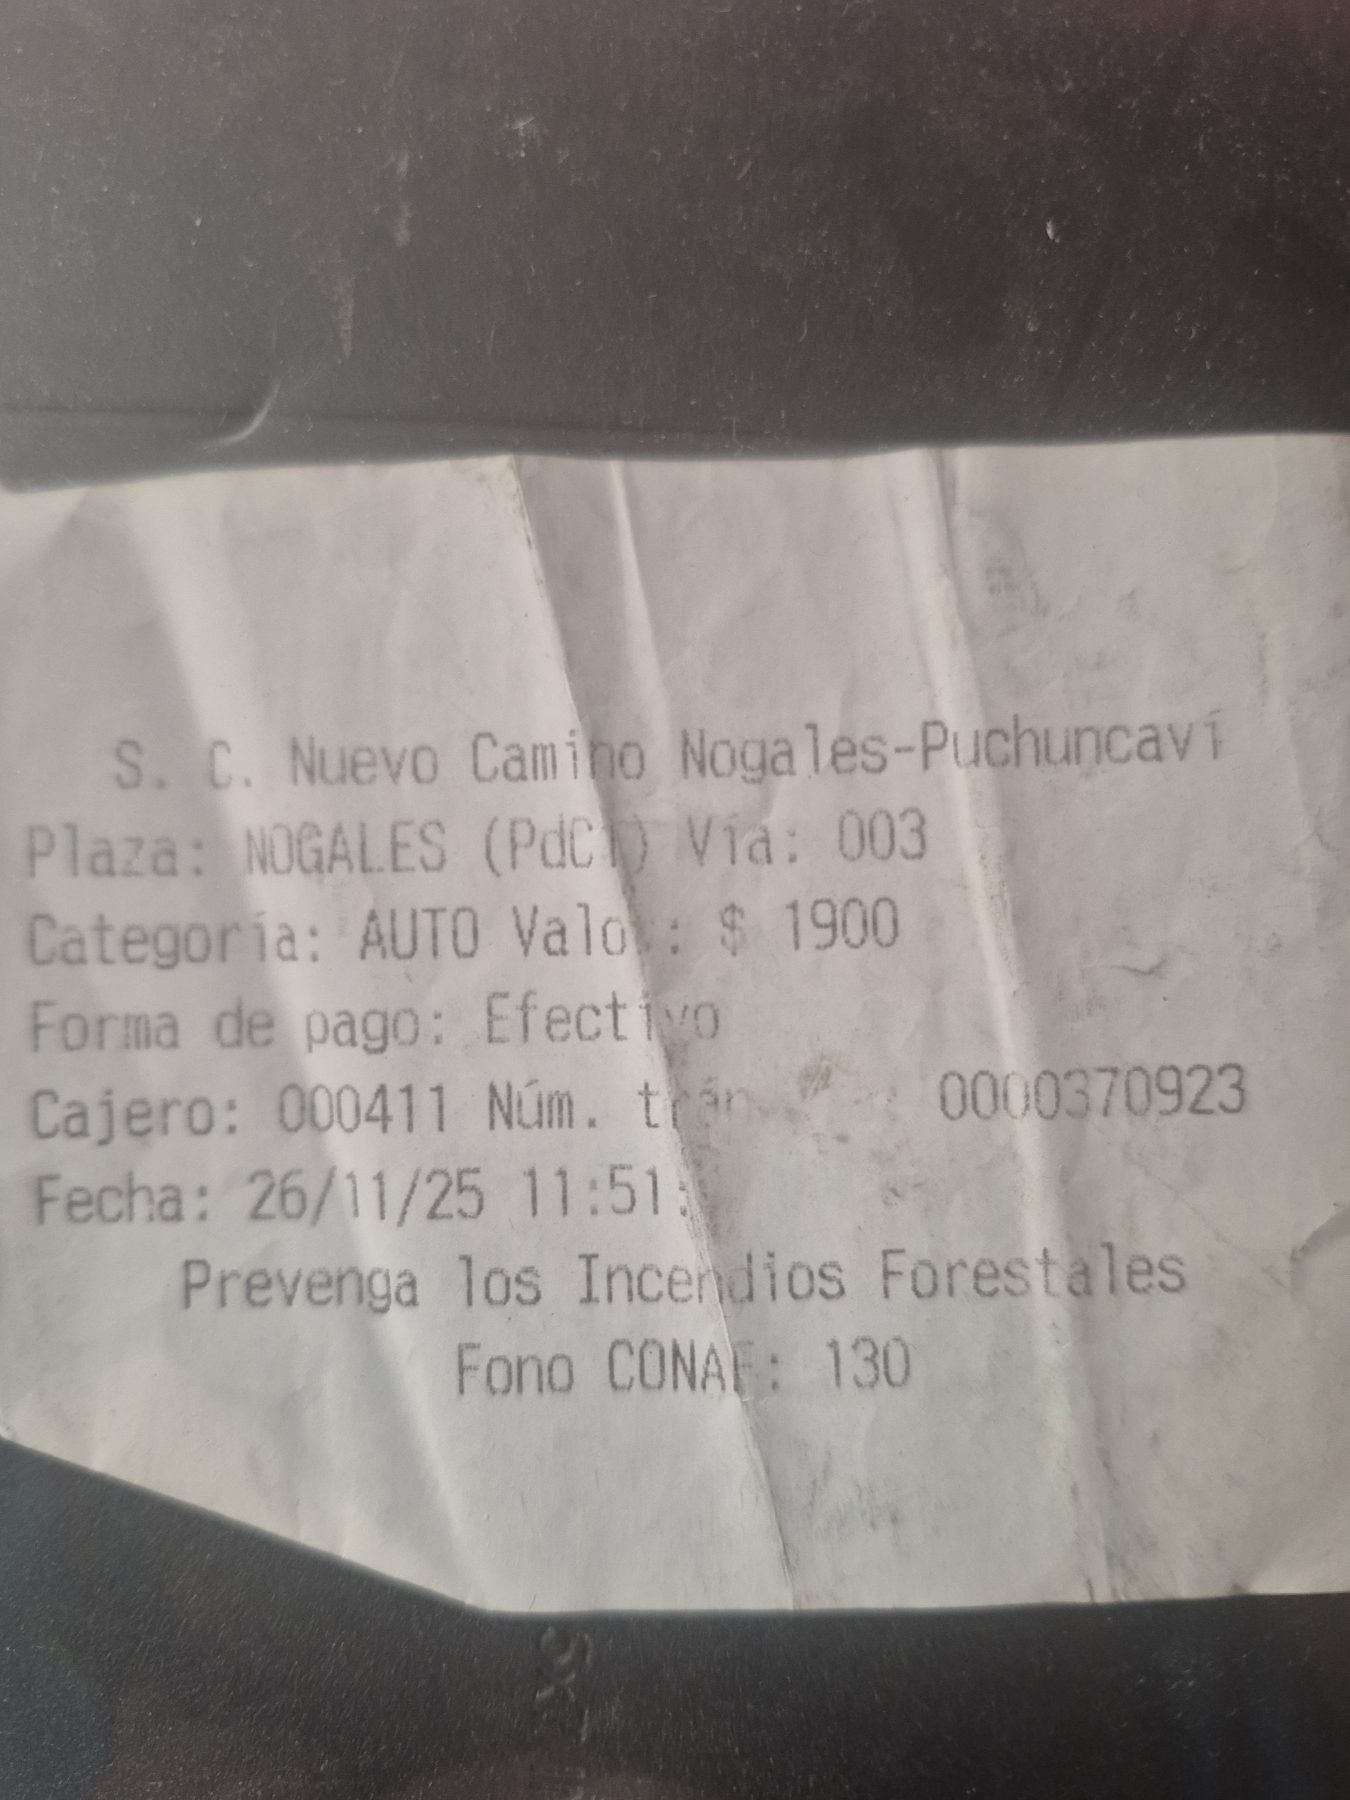 S. C. Nuevo Camino Nogales-Puchuncaví
Plaza: NOGALES (PdC1) Vía: 003
Categoría: AUTO Valo : $ 1900
Forma de pago: Efectivo
Cajero: 000411 Núm. 0000370923
Fecha: 26/11/25 11:51:
Prevenga los Incendios Forestales
Fono CONAF: 130